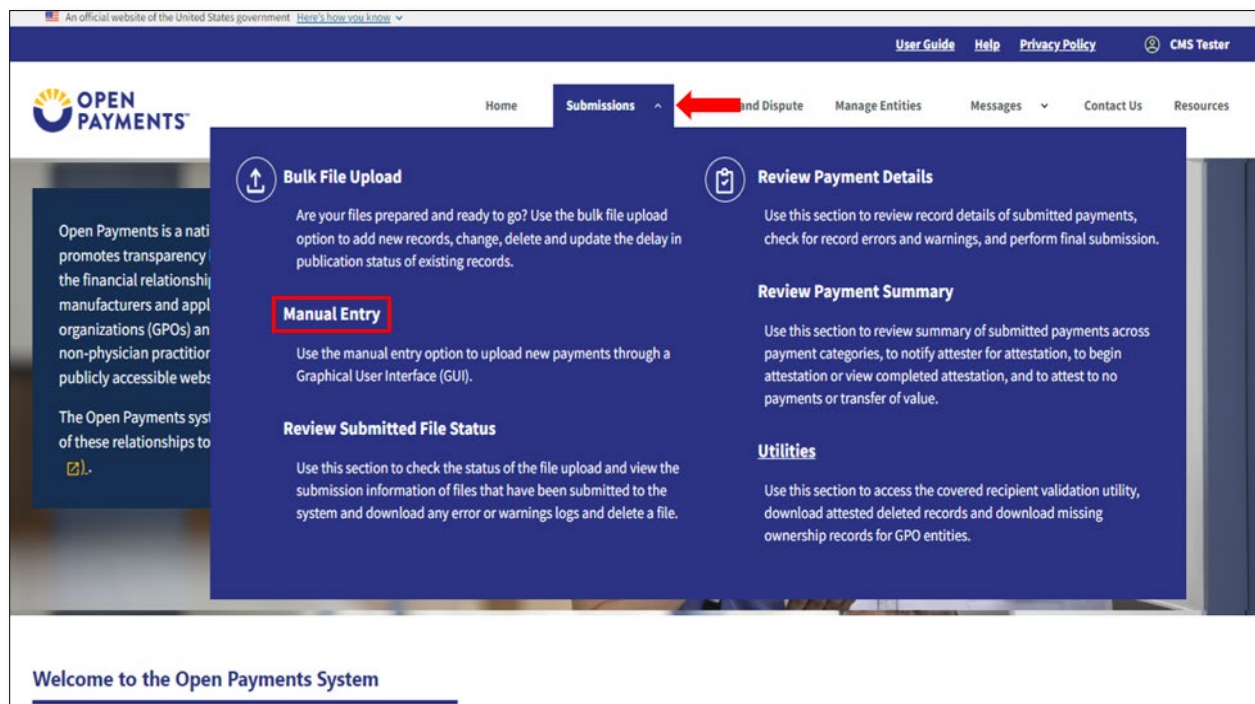 An official website of the United States government Here's how you know
User Guide Help Privacy Policy CMS Tester
OPEN
PAYMENTS
Home Submissions and Dispute Manage Entities Messages Contact Us Resources
Bulk File Upload
Are your files prepared and ready to go? Use the bulk file upload
option to add new records, change, delete and update the delay in
publication status of existing records.
Manual Entry
Use the manual entry option to upload new payments through a
Graphical User Interface (GUI).
Review Submitted File Status
Use this section to check the status of the file upload and view the
submission information of files that have been submitted to the
system and download any error or warnings logs and delete a file.
Review Payment Details
Use this section to review record details of submitted payments,
check for record errors and warnings, and perform final submission.
Review Payment Summary
Use this section to review summary of submitted payments across
payment categories, to notify attester for attestation, to begin
attestation or view completed attestation, and to attest to no
payments or transfer of value.
Utilities
Use this section to access the covered recipient validation utility,
download attested deleted records and download missing
ownership records for GPO entities.
Open Payments is a nati
promotes transparency
the financial relationshi
manufacturers and appl
organizations (GPOs) an
non-physician practition
publicly accessible webs
The Open Payments syst
of these relationships to
).
Welcome to the Open Payments System